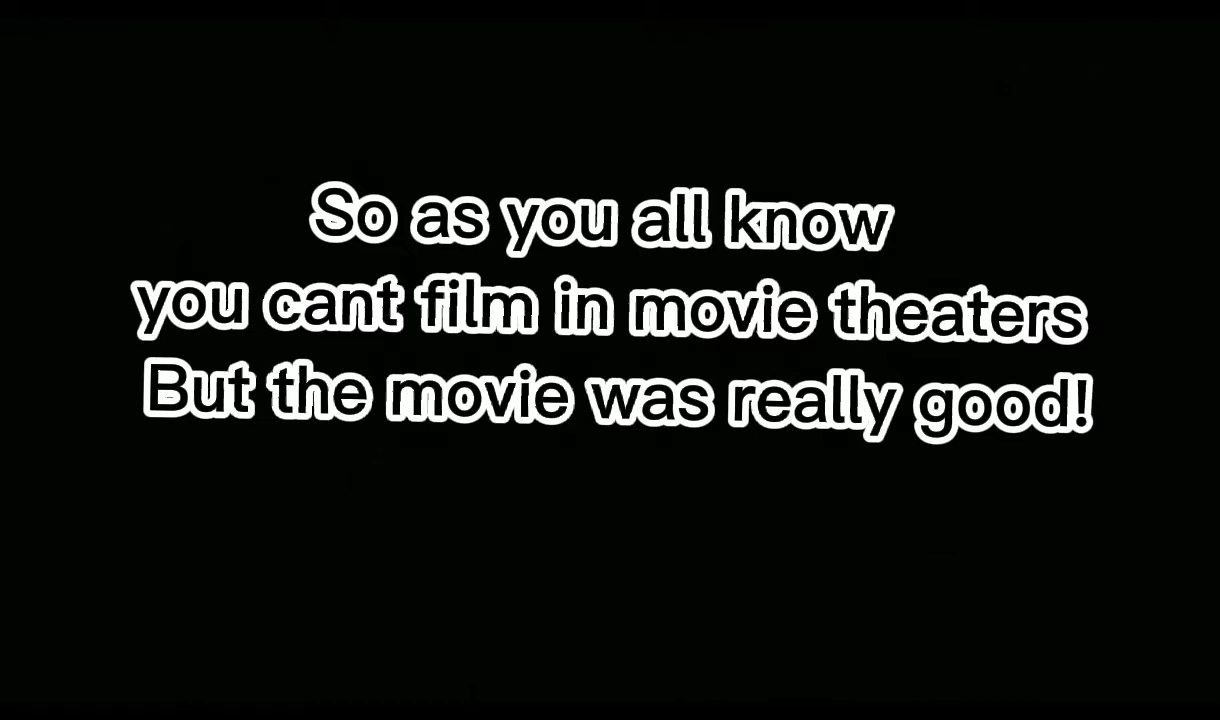 So as you all know
you cant film in movie theaters
But the movie was really good!